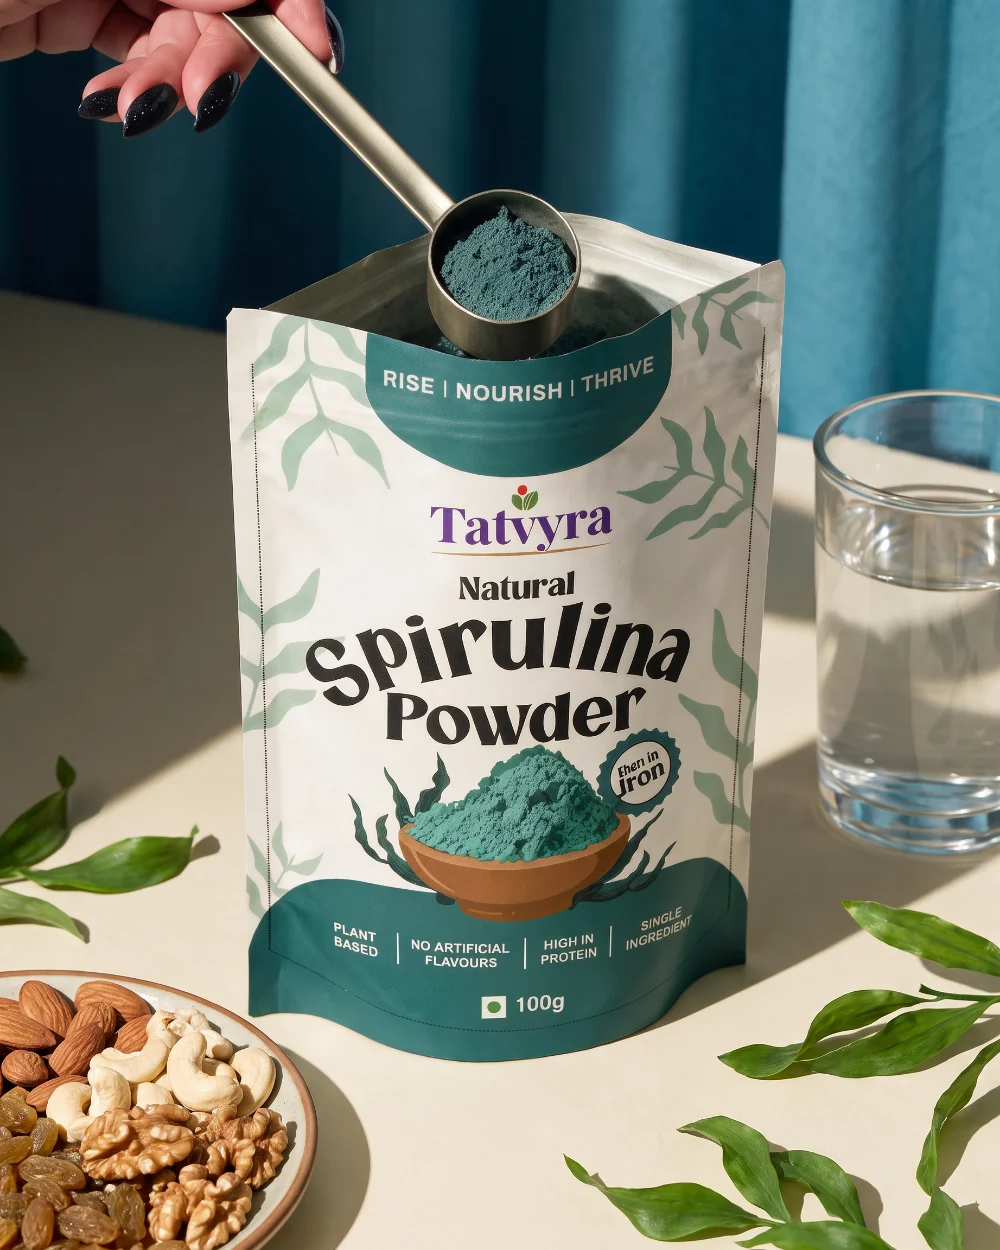 RISE | NOURISH | THRIVE
Tatvyra
Natural
Spirulina
Powder
Ehen in
Iron
PLANT
BASED
NO ARTIFICIAL
FLAVOURS
HIGH IN
PROTEIN
SINGLE
INGREDIENT
100g